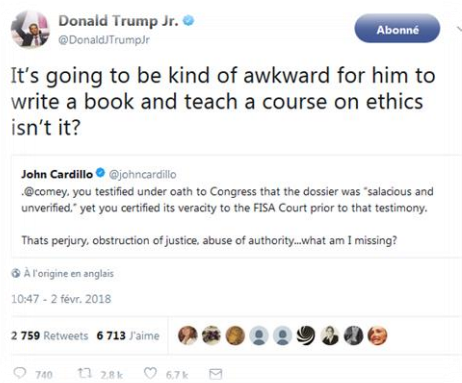 Donald Trump Jr.
@DonaldJTrumpJr
Abonné
It's going to be kind of awkward for him to
write a book and teach a course on ethics
isn't it?
John Cardillo @johncardillo
.@comey, you testified under oath to Congress that the dossier was "salacious and
unverified," yet you certified its veracity to the FISA Court prior to that testimony.
Thats perjury, obstruction of justice, abuse of authority...what am I missing?
À l'origine en anglais
10:47 - 2 févr. 2018
2 759 Retweets 6 713 J'aime
740 2,8 k 6,7 k